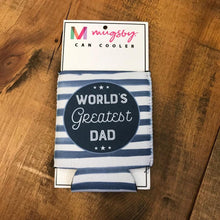 M mugsby
CAN COOLER
WORLD'S
Greatest
DAD